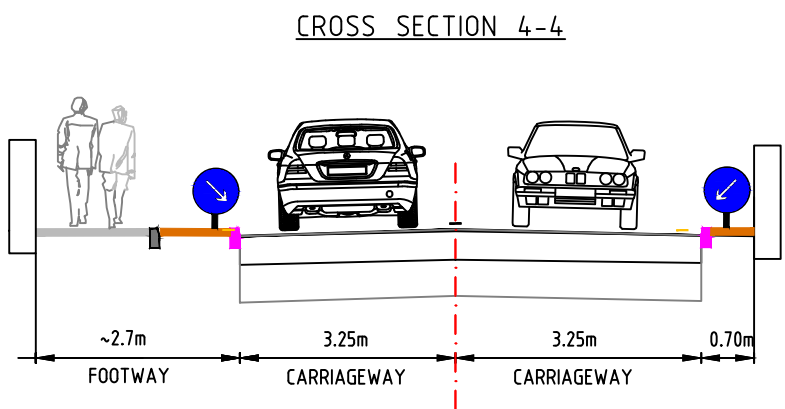 CROSS SECTION 4-4
~2.7m 3.25m 3.25m 0.70m
FOOTWAY CARRIAGEWAY CARRIAGEWAY